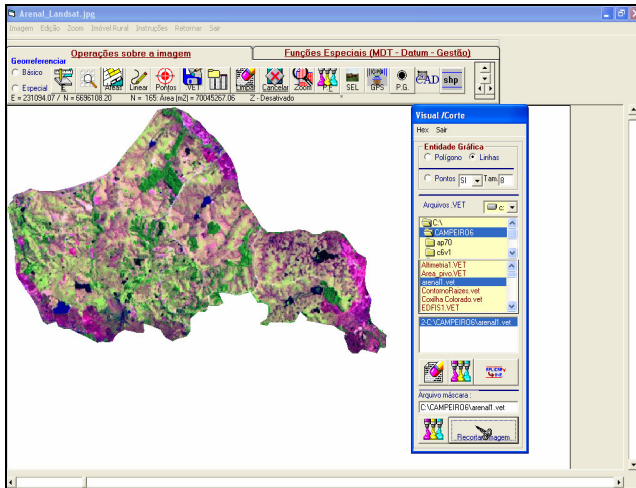 Arenal_Landsat.jpg
Imagem Edição Zoom Imóvel Rural Instruções Retornar Sair
Operações sobre a imagem Funções Especiais (MDT - Datum - Gestão)
Georreferenciar
Básico
Especial
E Áreas Linear Pontos .VET Limpar Cancelar Zoom P.E SEL GPS P.G. CAD shp
E = 231094.07 / N = 6696108.20 N = 165: Area (m2) = 70045267.06 Z - Desativado
Visual /Corte
Hex Sair
Entidade Gráfica
Polígono Linhas
Pontos SI Tam. 8
Arquivos .VET c:
C:\
CAMPEIRO6
ap70
c6v1
Altimetria1.VET
Area_pivo.VET
arenal1.vet
ContornoRaizes.vet
Coxilha Colorado.vet
EDFIS1.VET
2-C:\CAMPEIRO6\arenal1.vet
Arquivo máscara :
C:\CAMPEIRO6\arenal1.vet
Recortar Imagem